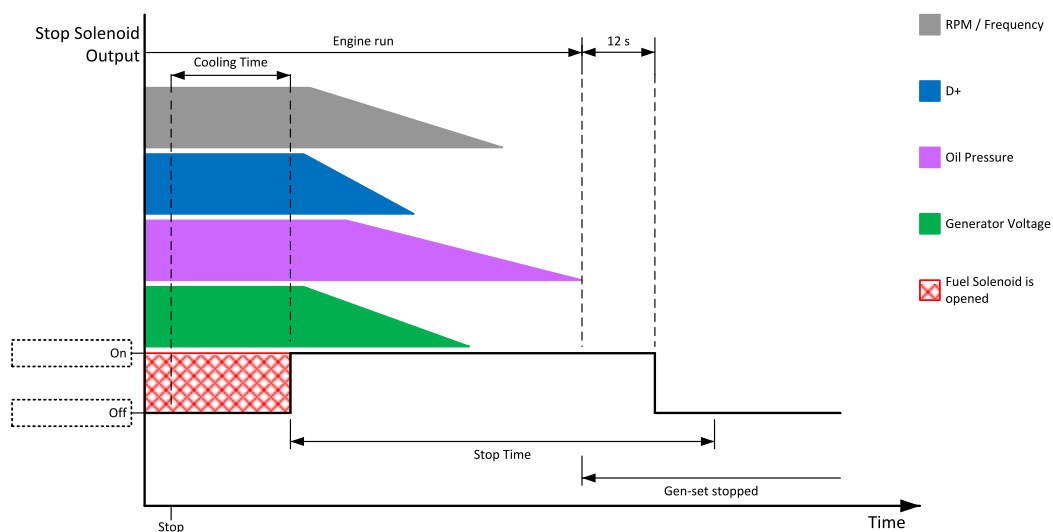 Stop Solenoid
Output
Engine run
12 s
Cooling Time
RPM / Frequency
D+
Oil Pressure
Generator Voltage
Fuel Solenoid is
opened
On
Off
Stop Time
Gen-set stopped
Stop
Time